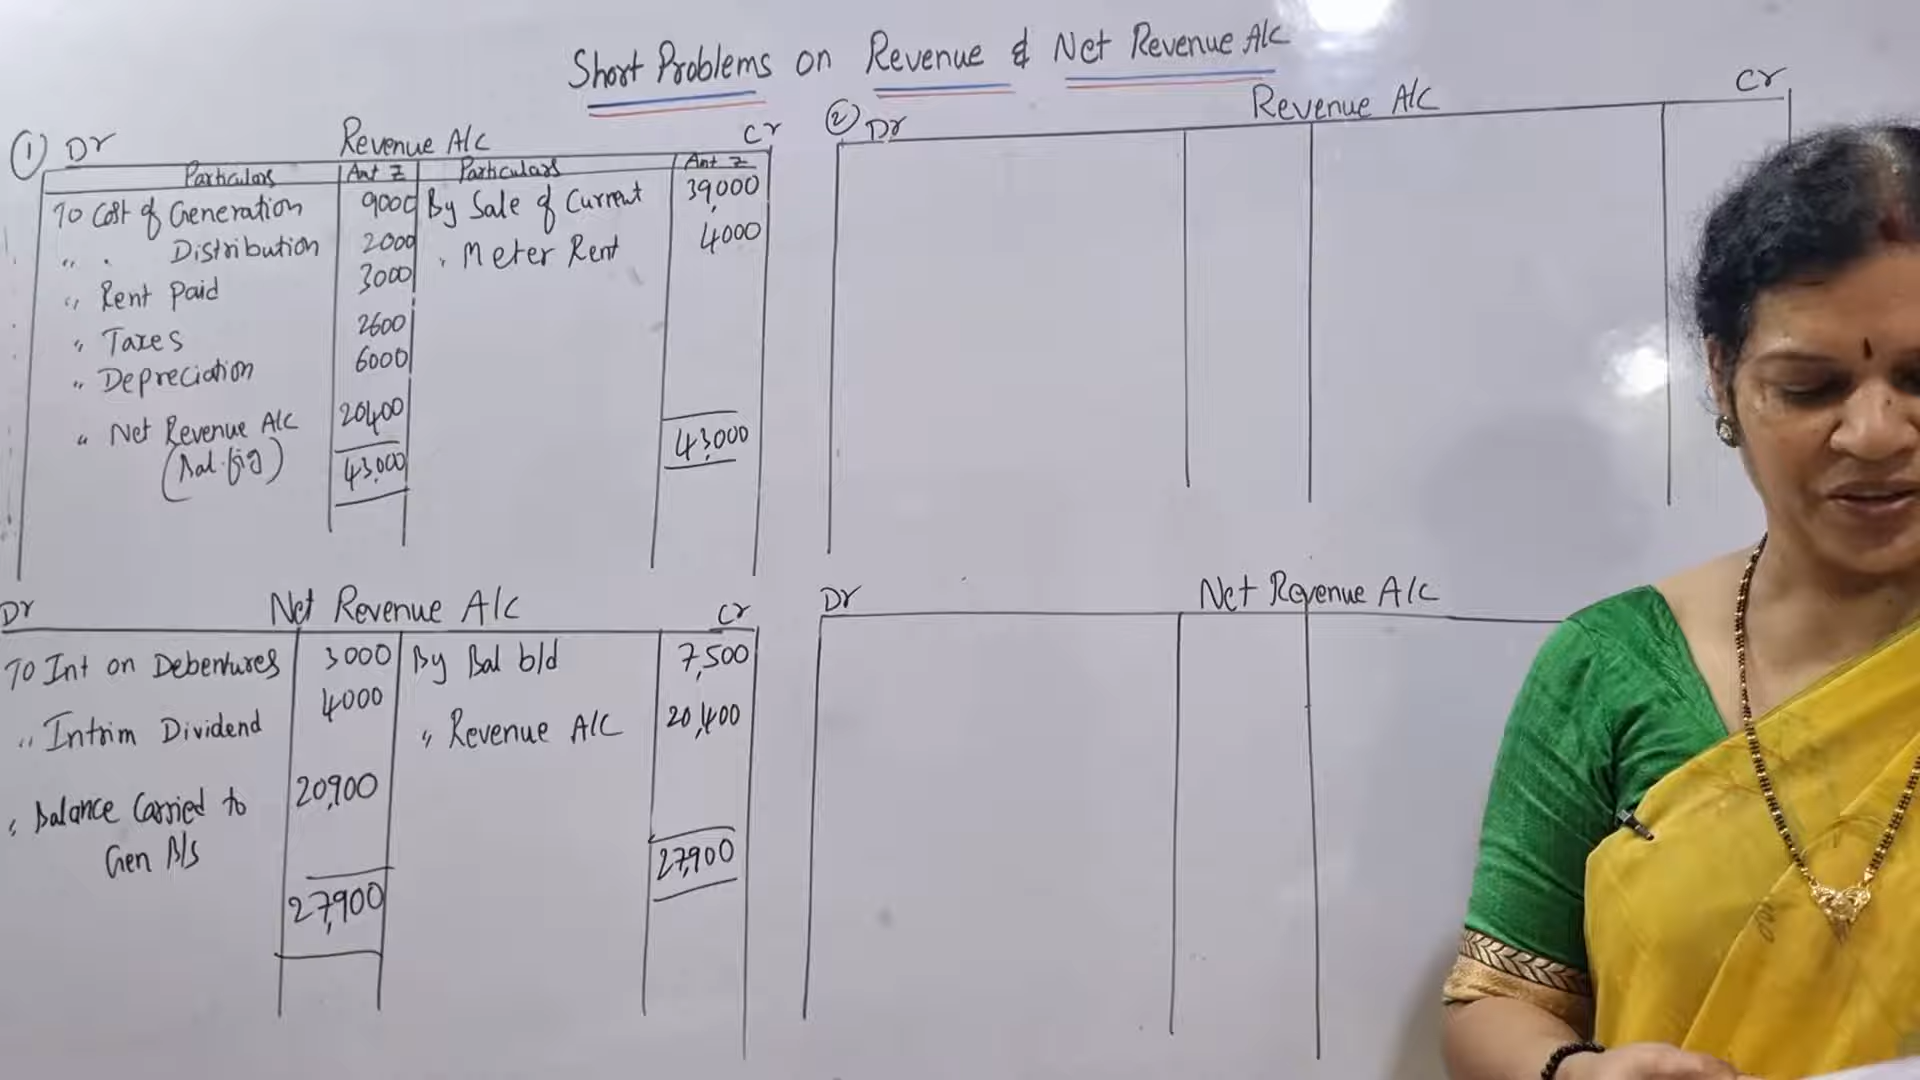 Short Problems on Revenue & Net Revenue A/C
① Dr Revenue A/C Cr
Particulars Amt ₹ Particulars Amt ₹
To Cost of Generation 9000 By Sale of Current 39,000
" . Distribution 2000 " Meter Rent 4000
" Rent Paid 3000
" Taxes 2600
" Depreciation 6000
" Net Revenue A/C 20400
(Bal.fig) 43,000 43,000
Dr Net Revenue A/C Cr
To Int on Debentures 3000 By Bal b/d 7,500
" Intrim Dividend 4000 " Revenue A/C 20,400
" Balance Carried to 20,900
Gen B/s
27,900 27,900
② Dr Revenue A/C Cr
Dr Net Revenue A/C